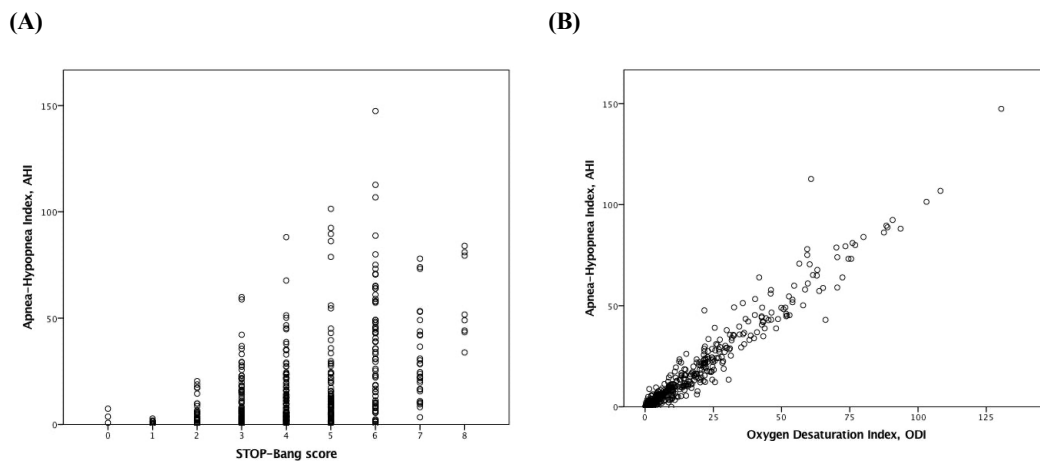 (A)
(B)
Apnea-Hypopnea Index, AHI
150
100
50
0
0 1 2 3 4 5 6 7 8
STOP-Bang score
Apnea-Hypopnea Index, AHI
150
100
50
0
0 25 50 75 100 125
Oxygen Desaturation Index, ODI